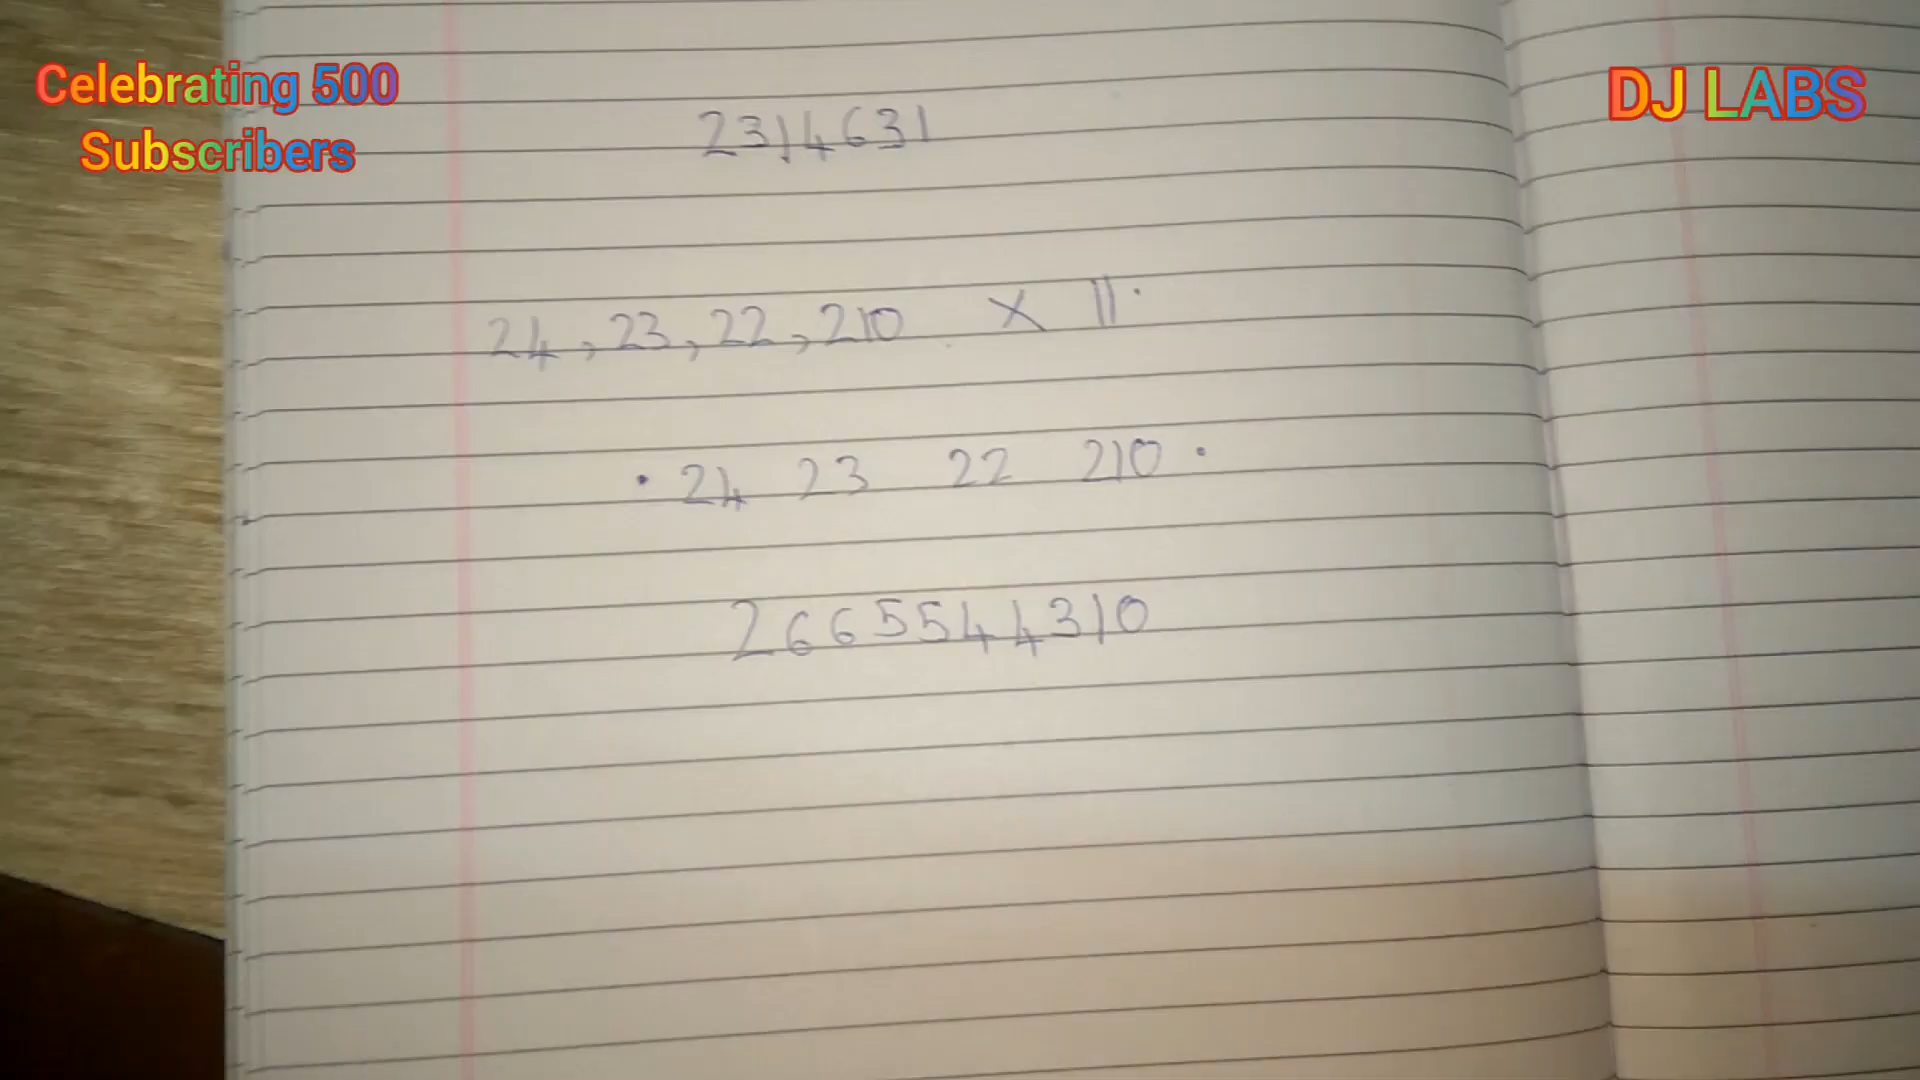 Celebrating 500
Subscribers
DJ LABS
2314631
24,23,22,210 X 11.
. 24 23 22 210 .
2665544310